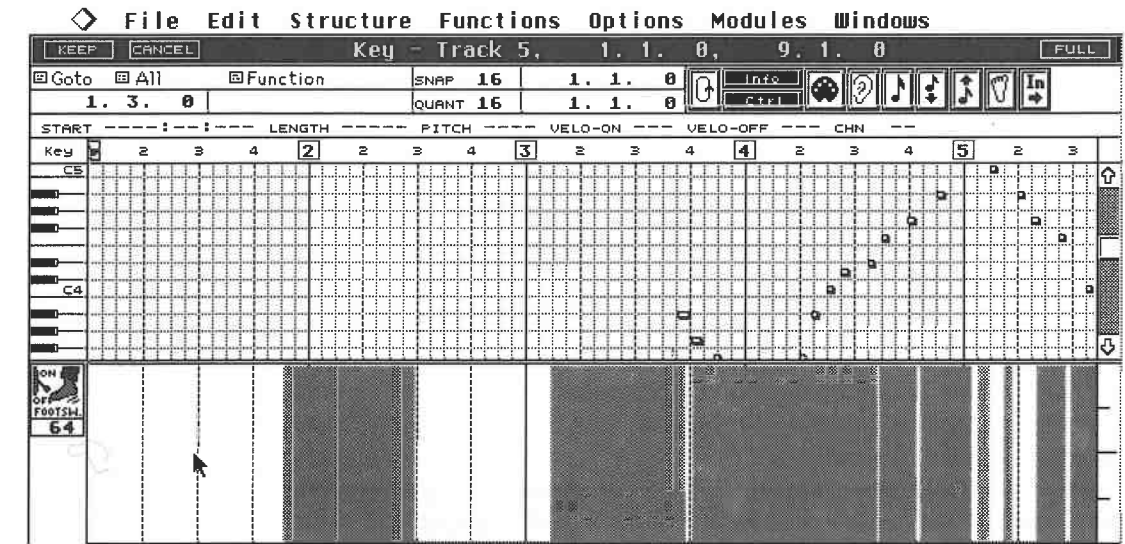 File Edit Structure Functions Options Modules Windows
KEEP CANCEL Key - Track 5, 1. 1. 0, 9. 1. 0 FULL
Goto All Function SNAP 16 1. 1. 0 Info In
1. 3. 0 QUANT 16 1. 1. 0 Ctrl
START ----:--:--- LENGTH ----- PITCH ---- VELO-ON --- VELO-OFF --- CHN --
Key 2 3 4 2 2 3 4 3 2 3 4 4 2 3 4 5 2 3
C5
C4
ON
OFF
FOOTSW.
64